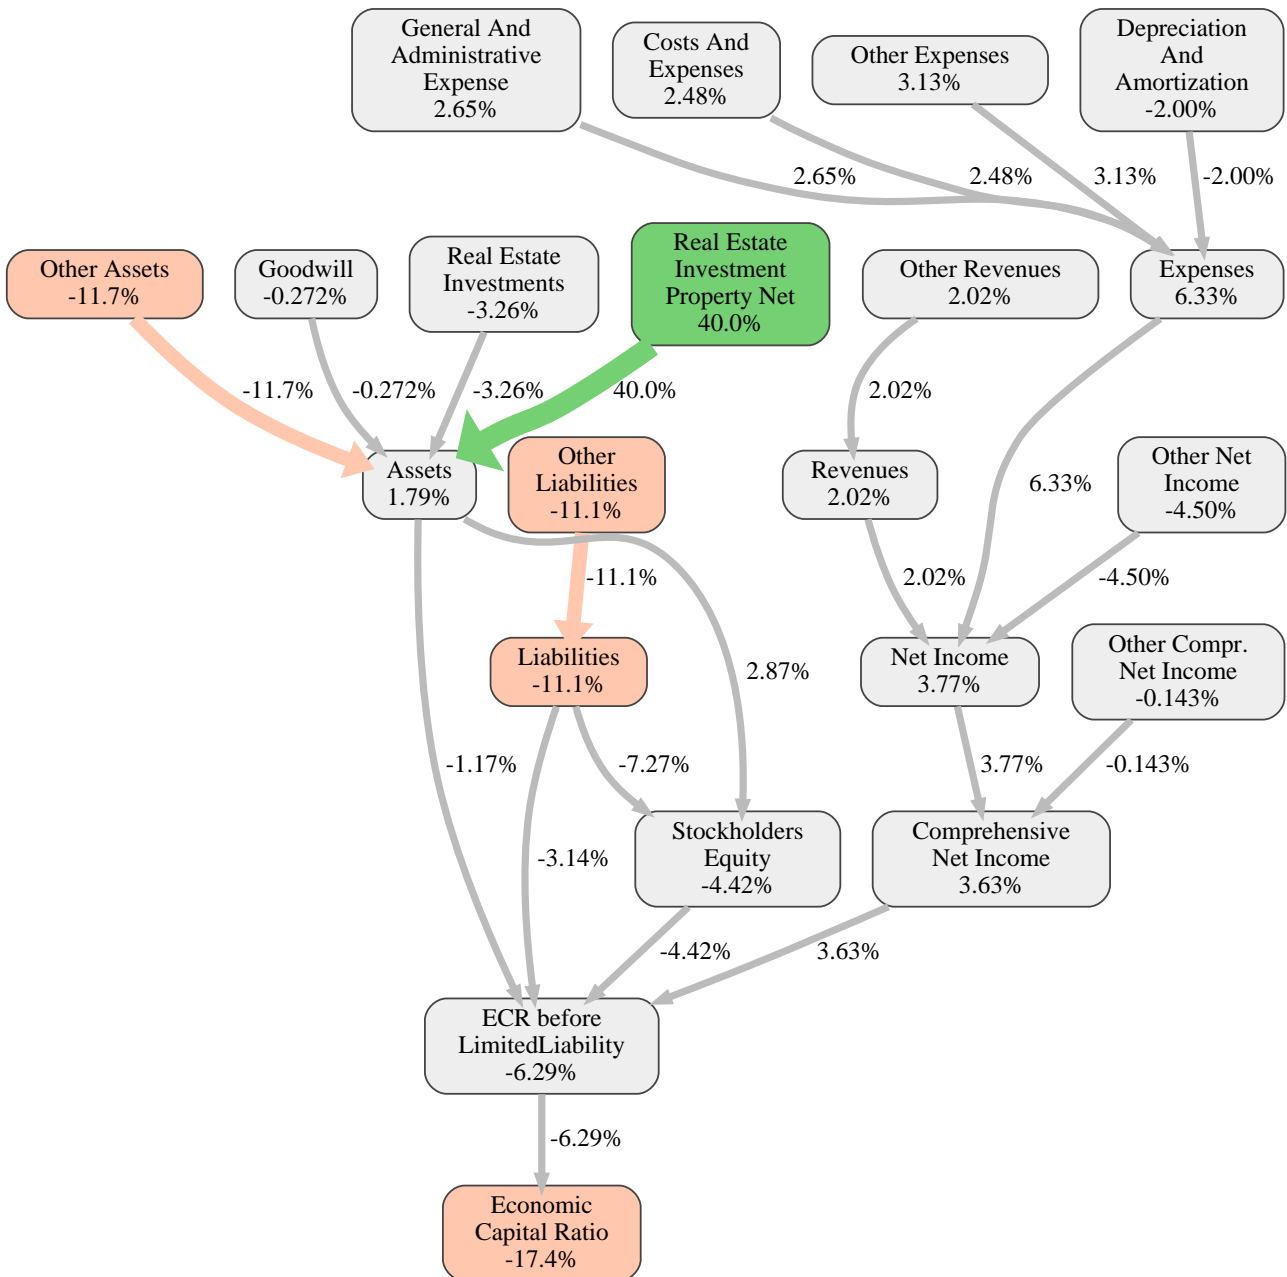 General And
Administrative
Expense
2.65%
Costs And
Expenses
2.48%
Other Expenses
3.13%
Depreciation
And
Amortization
-2.00%
2.65%
2.48%
3.13%
-2.00%
Other Assets
-11.7%
Goodwill
-0.272%
Real Estate
Investments
-3.26%
Real Estate
Investment
Property Net
40.0%
Other Revenues
2.02%
Expenses
6.33%
-11.7%
-0.272%
-3.26%
40.0%
2.02%
Assets
1.79%
Other
Liabilities
-11.1%
Revenues
2.02%
6.33%
Other Net
Income
-4.50%
-11.1%
2.02%
-4.50%
Liabilities
-11.1%
2.87%
Net Income
3.77%
Other Compr.
Net Income
-0.143%
-1.17%
-7.27%
3.77%
-0.143%
-3.14%
Stockholders
Equity
-4.42%
Comprehensive
Net Income
3.63%
-4.42%
3.63%
ECR before
LimitedLiability
-6.29%
-6.29%
Economic
Capital Ratio
-17.4%